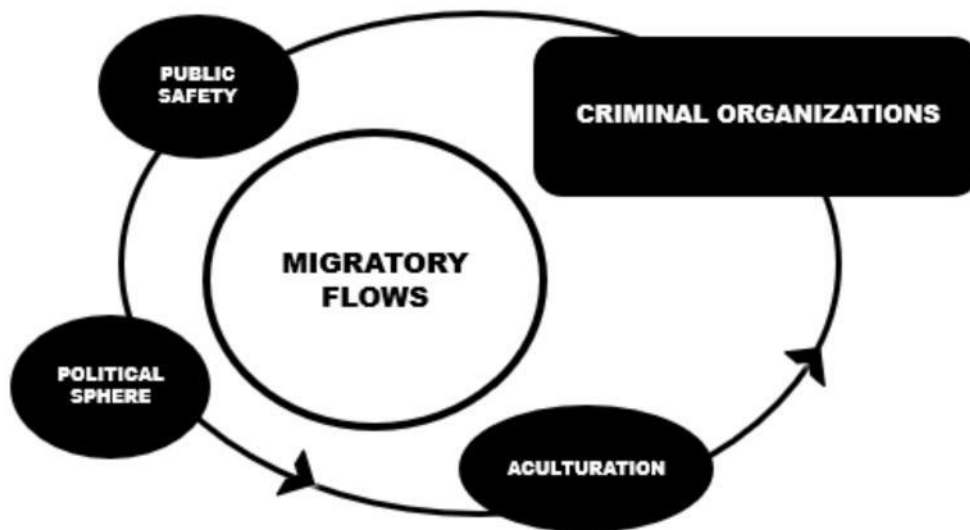 PUBLIC
SAFETY
CRIMINAL ORGANIZATIONS
MIGRATORY
FLOWS
POLITICAL
SPHERE
ACULTURATION